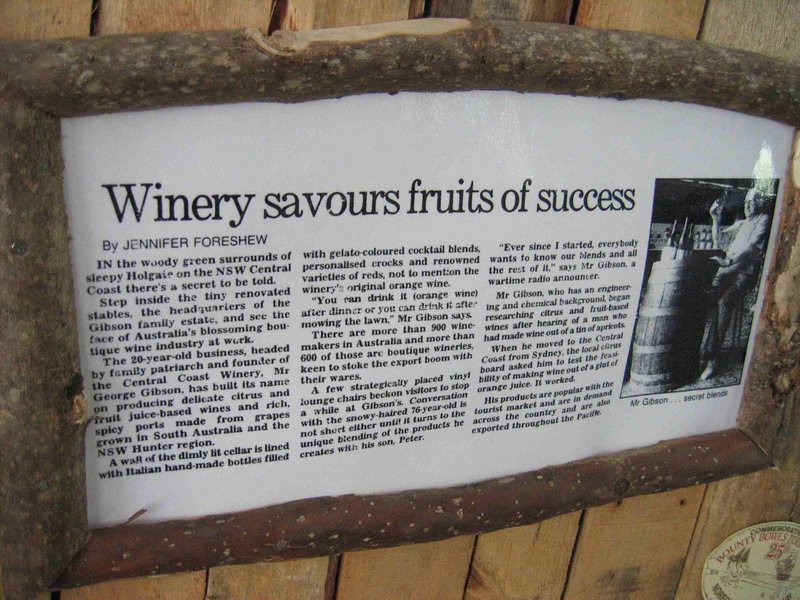 Winery savours fruits of success
By JENNIFER FORESHEW
IN the woody green surrounds of
sleepy Holgate on the NSW Central
Coast there's a secret to be told.
Step inside the tiny renovated
stables, the headquarters of the
Gibson family estate, and see the
face of Australia's blossoming bou-
tique wine industry at work.
The 20-year-old business, headed
by family patriarch and founder of
the Central Coast Winery, Mr
George Gibson, has built its name
on producing delicate citrus and
fruit juice-based wines and rich,
spicy ports made from grapes
grown in South Australia and the
NSW Hunter region.
A wall of the dimly lit cellar is lined
with Italian hand-made bottles filled
with gelato-coloured cocktail blends,
personalised crocks and renowned
varieties of reds, not to mention the
winery's original orange wine.
"You can drink it (orange wine)
after dinner or you can drink it after
mowing the lawn," Mr Gibson says.
There are more than 900 wine-
makers in Australia and more than
600 of those are boutique wineries,
keen to stoke the export boom with
their wares.
A few strategically placed vinyl
lounge chairs beckon visitors to stop
a while at Gibson's. Conversation
with the snowy-haired 76-year-old is
not short either until it turns to the
unique blending of the products he
creates with his son, Peter.
"Ever since I started, everybody
wants to know our blends and all
the rest of it," says Mr Gibson, a
wartime radio announcer.
Mr Gibson, who has an engineer-
ing and chemical background, began
researching citrus and fruit-based
wines after hearing of a man who
had made wine out of a tin of apricots.
When he moved to the Central
Coast from Sydney, the local citrus
board asked him to test the feasi-
bility of making wine out of a glut of
orange juice. It worked.
His products are popular with the
tourist market and are in demand
across the country and are also
exported throughout the Pacific.
Mr Gibson . . . secret blends
BOUNTY BOWLS
25